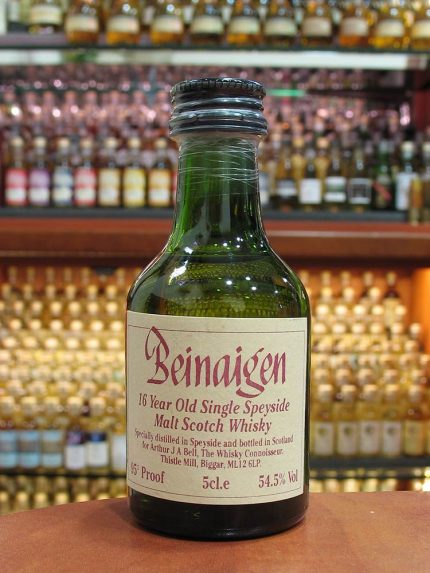 Beinaigen
16 Year Old Single Speyside
Malt Scotch Whisky
Specially distilled in Speyside and bottled in Scotland
for Arthur J A Bell, The Whisky Connoisseur.
Thistle Mill, Biggar, ML12 6LP.
95° Proof 5cl.e 54.5% Vol